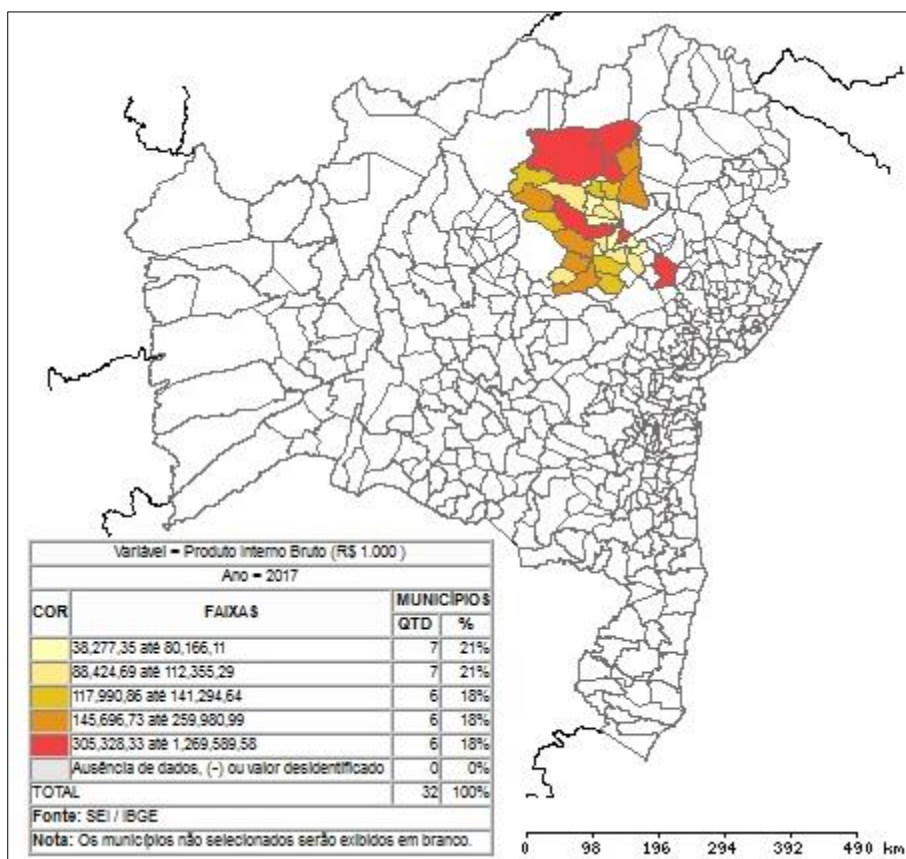 Variável = Produto Interno Bruto (R$ 1.000 )
Ano = 2017
COR FAIXAS MUNICÍPIOS
QTD %
38,277,35 até 80,166,11 7 21%
88,424,69 até 112,355,29 7 21%
117,990,86 até 141,294,64 6 18%
145,696,73 até 259,980,99 6 18%
305,328,33 até 1,269,589,58 6 18%
Ausência de dados, (-) ou valor desidentificado 0 0%
TOTAL 32 100%
Fonte: SEI / IBGE
Nota: Os municípios não selecionados serão exibidos em branco.
0 98 196 294 392 490 km